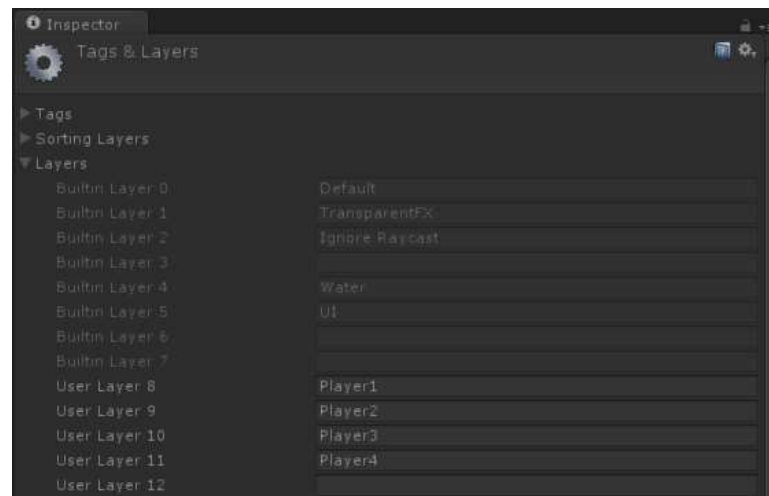 Inspector
Tags & Layers
Tags
Sorting Layers
Layers
Builtin Layer 0 Default
Builtin Layer 1 TransparentFX
Builtin Layer 2 Ignore Raycast
Builtin Layer 3
Builtin Layer 4 Water
Builtin Layer 5 UI
Builtin Layer 6
Builtin Layer 7
User Layer 8 Player1
User Layer 9 Player2
User Layer 10 Player3
User Layer 11 Player4
User Layer 12